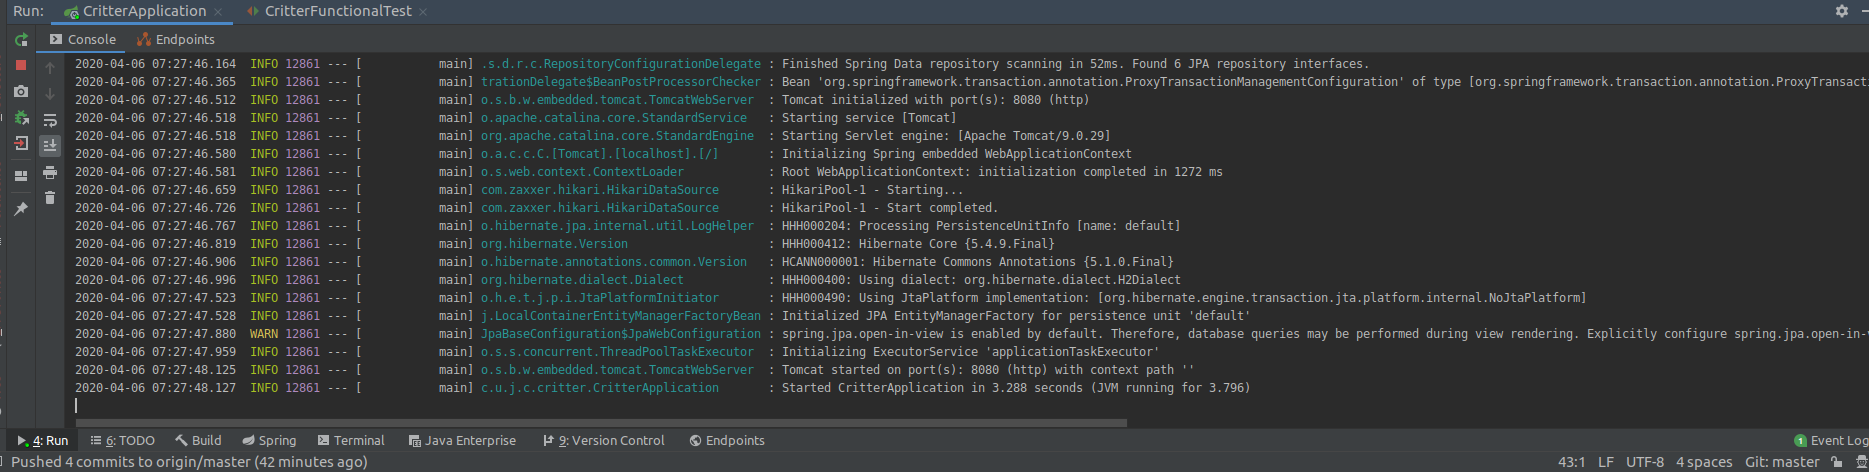 Run: CritterApplication × CritterFunctionalTest ×
Console Endpoints
2020-04-06 07:27:46.164 INFO 12861 --- [ main] .s.d.r.c.RepositoryConfigurationDelegate : Finished Spring Data repository scanning in 52ms. Found 6 JPA repository interfaces.
2020-04-06 07:27:46.365 INFO 12861 --- [ main] trationDelegate$BeanPostProcessorChecker : Bean 'org.springframework.transaction.annotation.ProxyTransactionManagementConfiguration' of type [org.springframework.transaction.annotation.ProxyTransacti
2020-04-06 07:27:46.512 INFO 12861 --- [ main] o.s.b.w.embedded.tomcat.TomcatWebServer : Tomcat initialized with port(s): 8080 (http)
2020-04-06 07:27:46.518 INFO 12861 --- [ main] o.apache.catalina.core.StandardService : Starting service [Tomcat]
2020-04-06 07:27:46.518 INFO 12861 --- [ main] org.apache.catalina.core.StandardEngine : Starting Servlet engine: [Apache Tomcat/9.0.29]
2020-04-06 07:27:46.580 INFO 12861 --- [ main] o.a.c.c.C.[Tomcat].[localhost].[/] : Initializing Spring embedded WebApplicationContext
2020-04-06 07:27:46.581 INFO 12861 --- [ main] o.s.web.context.ContextLoader : Root WebApplicationContext: initialization completed in 1272 ms
2020-04-06 07:27:46.659 INFO 12861 --- [ main] com.zaxxer.hikari.HikariDataSource : HikariPool-1 - Starting...
2020-04-06 07:27:46.726 INFO 12861 --- [ main] com.zaxxer.hikari.HikariDataSource : HikariPool-1 - Start completed.
2020-04-06 07:27:46.767 INFO 12861 --- [ main] o.hibernate.jpa.internal.util.LogHelper : HHH000204: Processing PersistenceUnitInfo [name: default]
2020-04-06 07:27:46.819 INFO 12861 --- [ main] org.hibernate.Version : HHH000412: Hibernate Core {5.4.9.Final}
2020-04-06 07:27:46.906 INFO 12861 --- [ main] o.hibernate.annotations.common.Version : HCANN000001: Hibernate Commons Annotations {5.1.0.Final}
2020-04-06 07:27:46.996 INFO 12861 --- [ main] org.hibernate.dialect.Dialect : HHH000400: Using dialect: org.hibernate.dialect.H2Dialect
2020-04-06 07:27:47.523 INFO 12861 --- [ main] o.h.e.t.j.p.i.JtaPlatformInitiator : HHH000490: Using JtaPlatform implementation: [org.hibernate.engine.transaction.jta.platform.internal.NoJtaPlatform]
2020-04-06 07:27:47.528 INFO 12861 --- [ main] j.LocalContainerEntityManagerFactoryBean : Initialized JPA EntityManagerFactory for persistence unit 'default'
2020-04-06 07:27:47.880 WARN 12861 --- [ main] JpaBaseConfiguration$JpaWebConfiguration : spring.jpa.open-in-view is enabled by default. Therefore, database queries may be performed during view rendering. Explicitly configure spring.jpa.open-in-v
2020-04-06 07:27:47.959 INFO 12861 --- [ main] o.s.s.concurrent.ThreadPoolTaskExecutor : Initializing ExecutorService 'applicationTaskExecutor'
2020-04-06 07:27:48.125 INFO 12861 --- [ main] o.s.b.w.embedded.tomcat.TomcatWebServer : Tomcat started on port(s): 8080 (http) with context path ''
2020-04-06 07:27:48.127 INFO 12861 --- [ main] c.u.j.c.critter.CritterApplication : Started CritterApplication in 3.288 seconds (JVM running for 3.796)
4: Run 6: TODO Build Spring Terminal Java Enterprise 9: Version Control Endpoints 1 Event Log
Pushed 4 commits to origin/master (42 minutes ago) 43:1 LF UTF-8 4 spaces Git: master